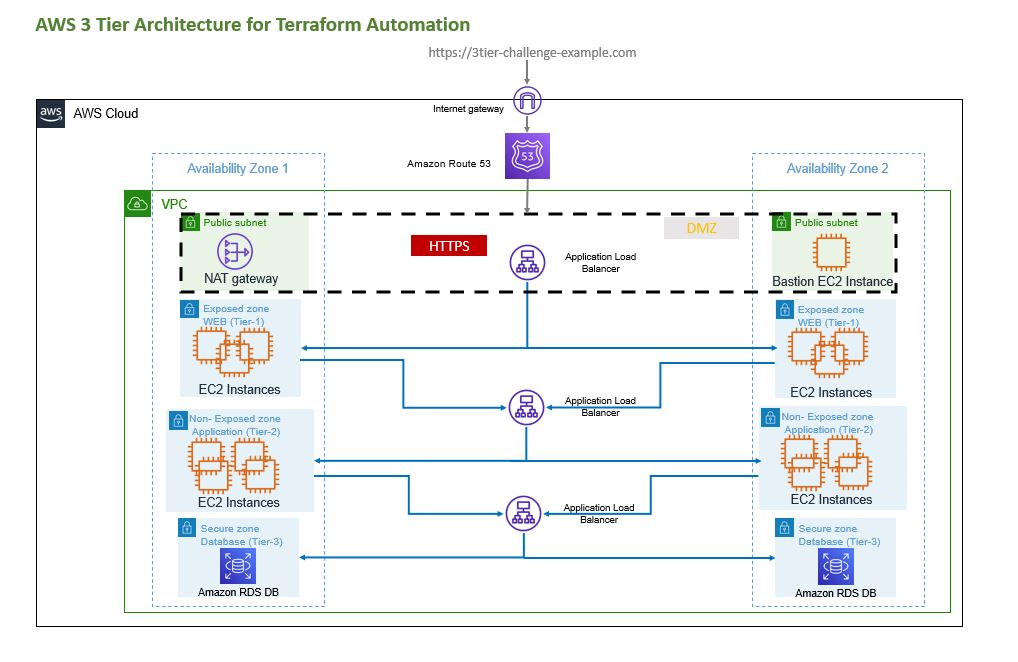 AWS 3 Tier Architecture for Terraform Automation
https://3tier-challenge-example.com
aws
AWS Cloud
Internet gateway
53
Amazon Route 53
Availability Zone 1
Availability Zone 2
VPC
Public subnet
NAT gateway
HTTPS
Application Load
Balancer
DMZ
Public subnet
Bastion EC2 Instance
Exposed zone
WEB (Tier-1)
EC2 Instances
Exposed zone
WEB (Tier-1)
EC2 Instances
Application Load
Balancer
Non- Exposed zone
Application (Tier-2)
EC2 Instances
Non- Exposed zone
Application (Tier-2)
EC2 Instances
Application Load
Balancer
Secure zone
Database (Tier-3)
Amazon RDS DB
Secure zone
Database (Tier-3)
Amazon RDS DB